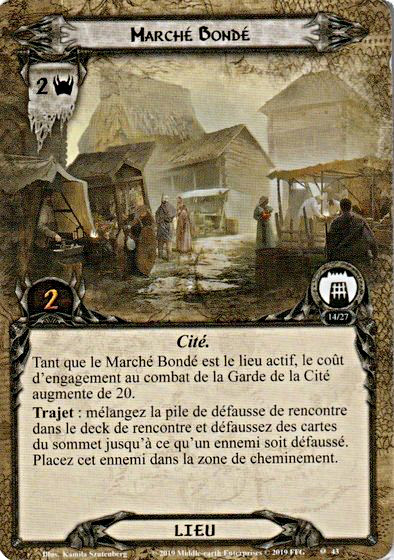 Marché Bondé
2
2
14/27
Cité.
Tant que le Marché Bondé est le lieu actif, le coût
d'engagement au combat de la Garde de la Cité
augmente de 20.
Trajet : mélangez la pile de défausse de rencontre
dans le deck de rencontre et défaussez des cartes
du sommet jusqu'à ce qu'un ennemi soit défaussé.
Placez cet ennemi dans la zone de cheminement.
LIEU
Illus. Kamila Szutenberg © 2019 Middle-earth Enterprises © 2019 FFG 43